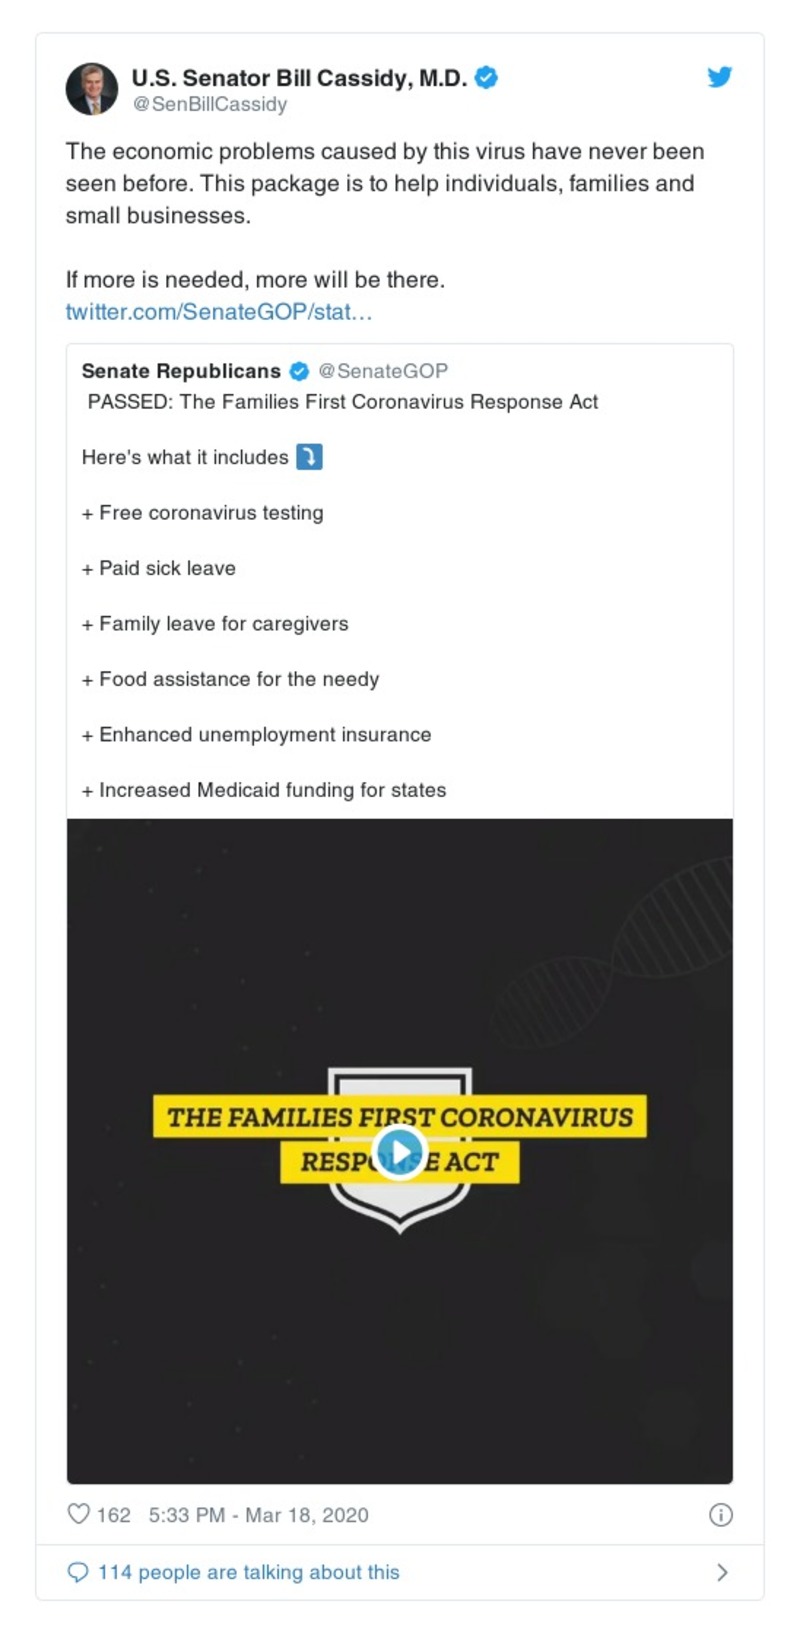 U.S. Senator Bill Cassidy, M.D.
@SenBillCassidy
The economic problems caused by this virus have never been
seen before. This package is to help individuals, families and
small businesses.
If more is needed, more will be there.
twitter.com/SenateGOP/stat…
Senate Republicans @SenateGOP
PASSED: The Families First Coronavirus Response Act
Here's what it includes ⤵
+ Free coronavirus testing
+ Paid sick leave
+ Family leave for caregivers
+ Food assistance for the needy
+ Enhanced unemployment insurance
+ Increased Medicaid funding for states
THE FAMILIES FIRST CORONAVIRUS
RESPONSE ACT
162 5:33 PM - Mar 18, 2020
114 people are talking about this